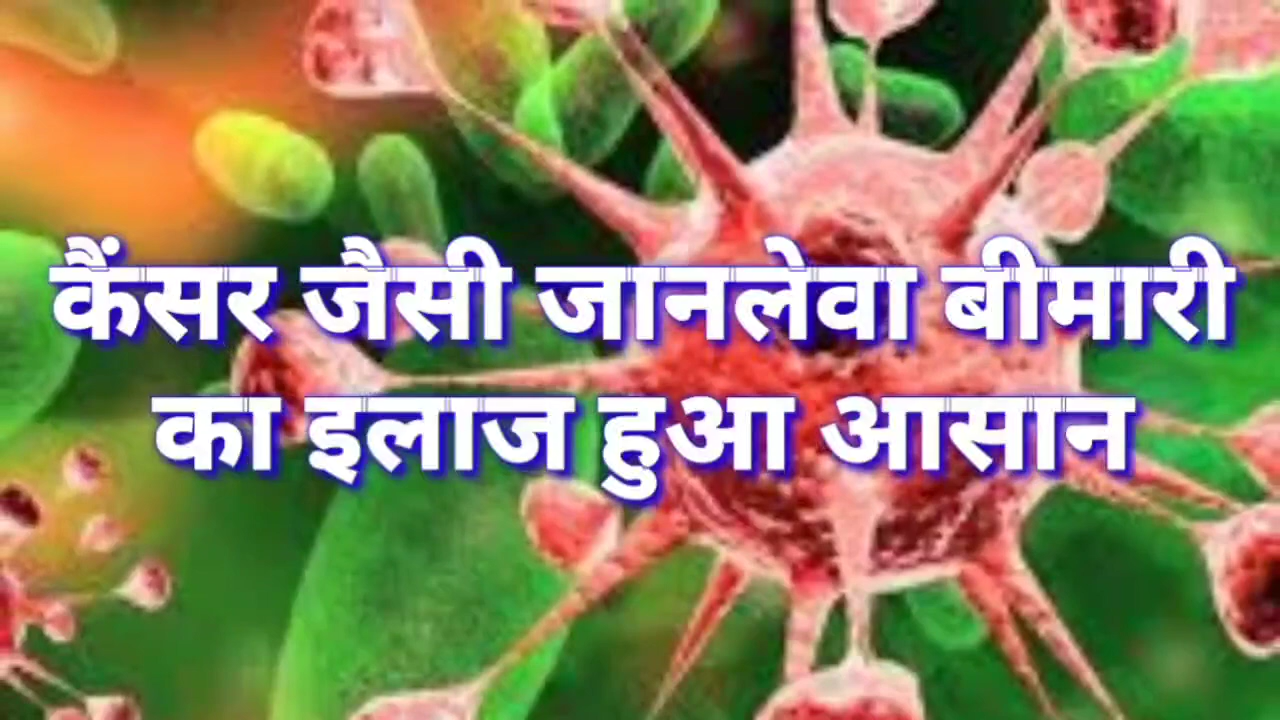 कैंसर जैसी जानलेवा बीमारी
का इलाज हुआ आसान